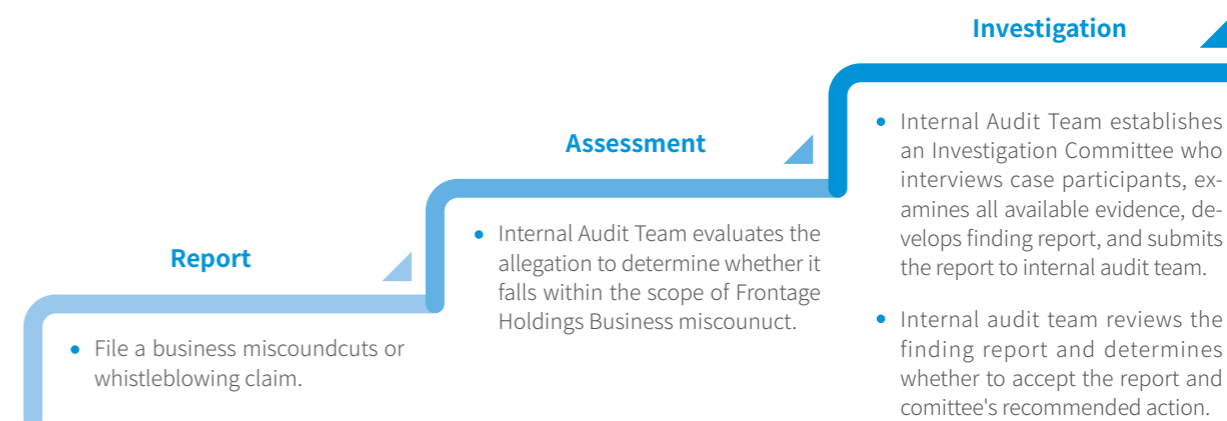 Report
• File a business miscoundcuts or
whistleblowing claim.
Assessment
• Internal Audit Team evaluates the
allegation to determine whether it
falls within the scope of Frontage
Holdings Business miscounuct.
Investigation
• Internal Audit Team establishes
an Investigation Committee who
interviews case participants, ex-
amines all available evidence, de-
velops finding report, and submits
the report to internal audit team.
• Internal audit team reviews the
finding report and determines
whether to accept the report and
comittee's recommended action.